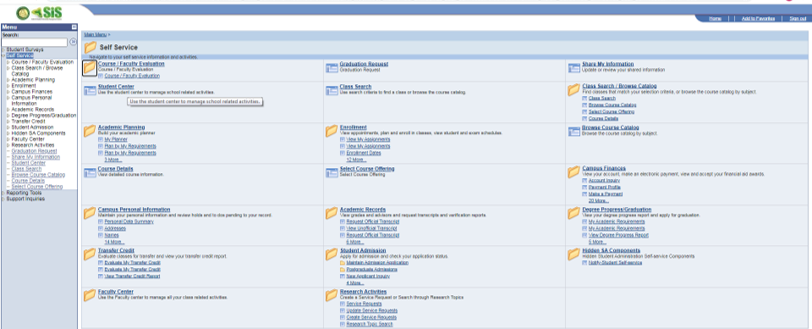 SIS
Home | Add to Favorites | Sign out
Menu
Search:
Student Surveys
Self Service
Course / Faculty Evaluation
Class Search / Browse
Catalog
Academic Planning
Enrollment
Campus Finances
Campus Personal
Information
Academic Records
Degree Progress/Graduation
Transfer Credit
Student Admission
Hidden SA Components
Faculty Center
Research Activities
Graduation Request
Share My Information
Student Center
Class Search
Browse Course Catalog
Course Details
Select Course Offering
Reporting Tools
Support Inquiries
Main Menu >
Self Service
Navigate to your self service information and activities.
Course / Faculty Evaluation
Course / Faculty Evaluation
Course / Faculty Evaluation
Graduation Request
Graduation Request
Share My Information
Update or review your shared information
Student Center
Use the student center to manage school related activities.
Use the student center to manage school related activities.
Class Search
Use search criteria to find a class or browse the course catalog.
Class Search / Browse Catalog
Find classes that match your selection criteria, or browse the course catalog by subject.
Class Search
Browse Course Catalog
Select Course Offering
Course Details
Academic Planning
Build your academic planner
My Planner
Plan by My Requirements
Plan by My Requirements
3 More...
Enrollment
View appointments, plan and enroll in classes, view student and exam schedules.
View My Assignments
View My Assignments
Enrollment Dates
12 More...
Browse Course Catalog
Browse the course catalog by subject.
Course Details
View detailed course information.
Select Course Offering
Select Course Offering
Campus Finances
View your account, make an electronic payment, view and accept your financial aid awards.
Account Inquiry
Payment Profile
Make a Payment
20 More...
Campus Personal Information
Maintain your personal information and review holds and to dos pending to your record.
Personal Data Summary
Addresses
Names
14 More...
Academic Records
View grades and advisors and request transcripts and verification reports.
Request Official Transcript
View Unofficial Transcript
Request Official Transcript
6 More...
Degree Progress/Graduation
View your degree progress report and apply for graduation.
My Academic Requirements
My Academic Requirements
View Degree Progress Report
5 More...
Transfer Credit
Evaluate classes for transfer and view your transfer credit report
Evaluate My Transfer Credit
Evaluate My Transfer Credit
View Transfer Credit Report
Student Admission
Apply for admission and check your application status
Maintain Admission Application
Postgraduate Admissions
New Applicant Inquiry
4 More...
Hidden SA Components
Hidden Student Administration Self-service Components
Notify Student Self-service
Faculty Center
Use the Faculty center to manage all your class related activities.
Research Activities
Create a Service Request or Search through Research Topics
Service Requests
Update Service Requests
Create Service Requests
Research Topic Search